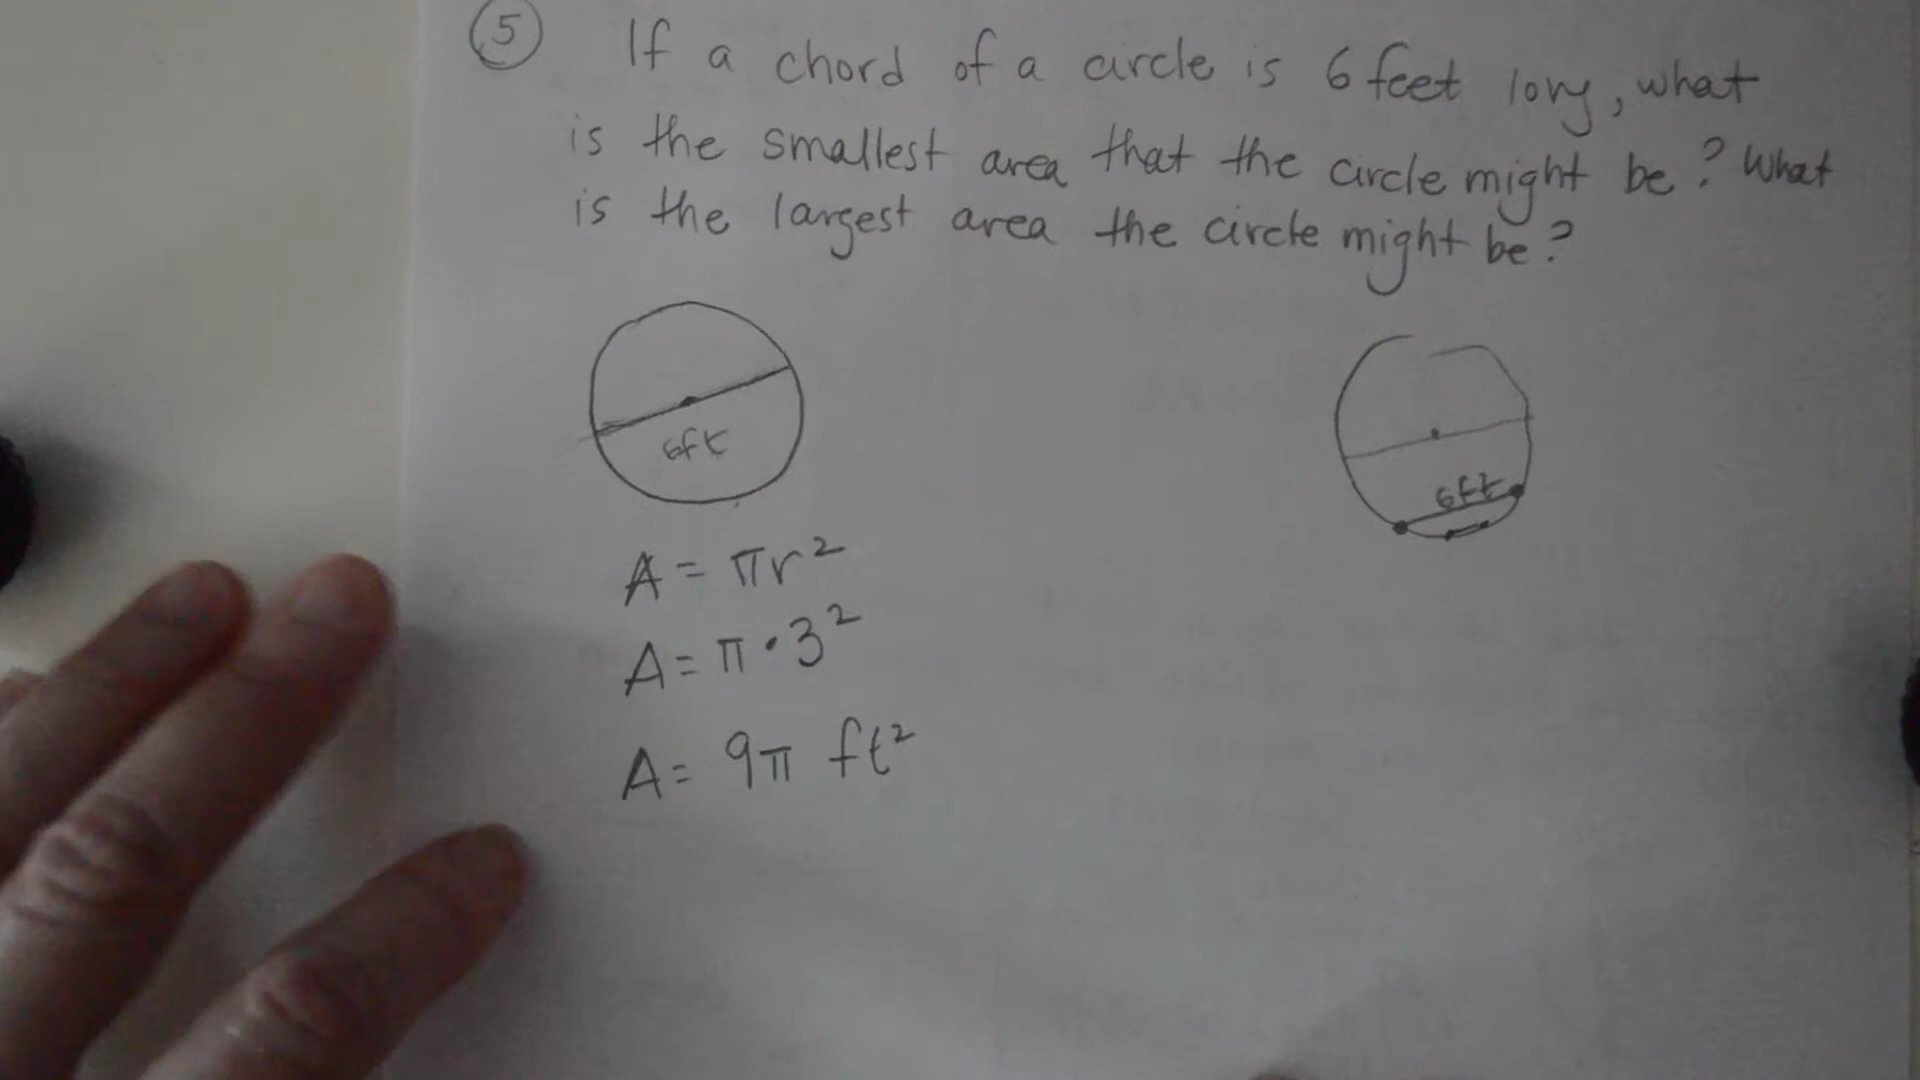 5 If a chord of a circle is 6 feet long, what
is the smallest area that the circle might be? What
is the largest area the circle might be?
6ft
6ft
A = πr²
A = π · 3²
A = 9π ft²